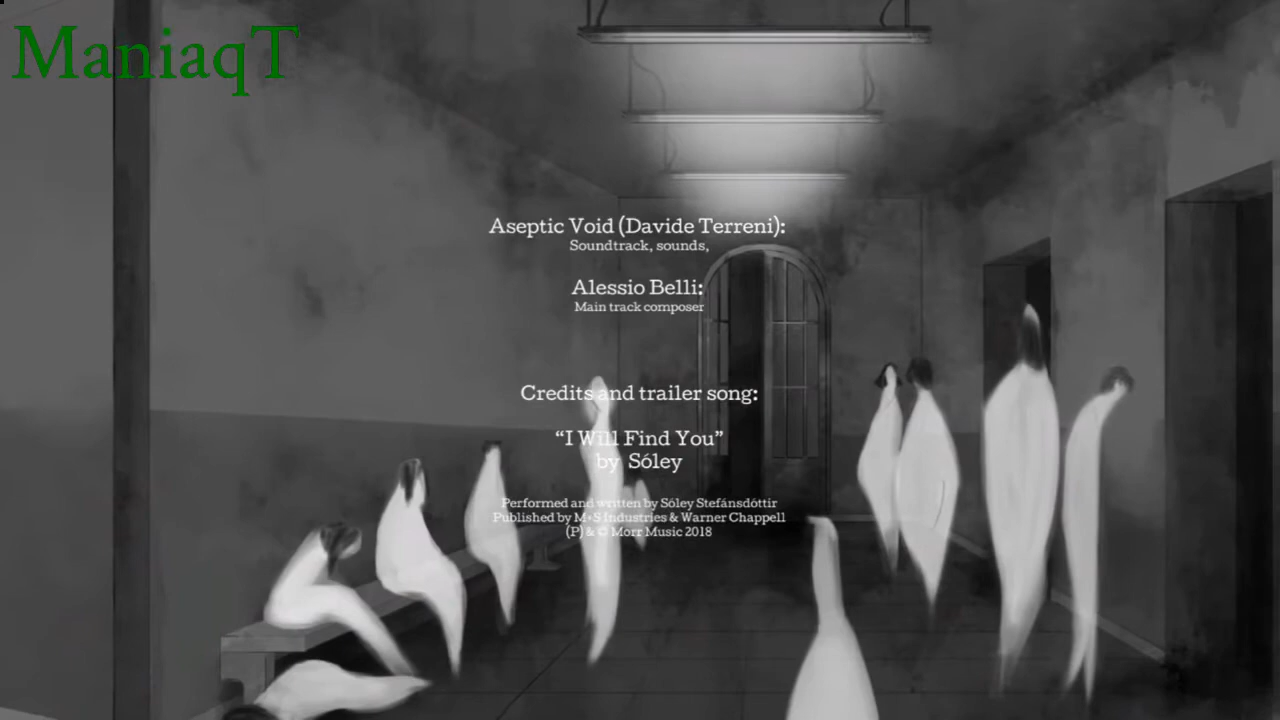 ManiaqT
Aseptic Void (Davide Terreni):
Soundtrack, sounds,
Alessio Belli:
Main track composer
Credits and trailer song:
“I Will Find You”
by Sóley
Performed and written by Sóley Stefánsdóttir
Published by M+S Industries & Warner Chappell
(P) & © Morr Music 2018